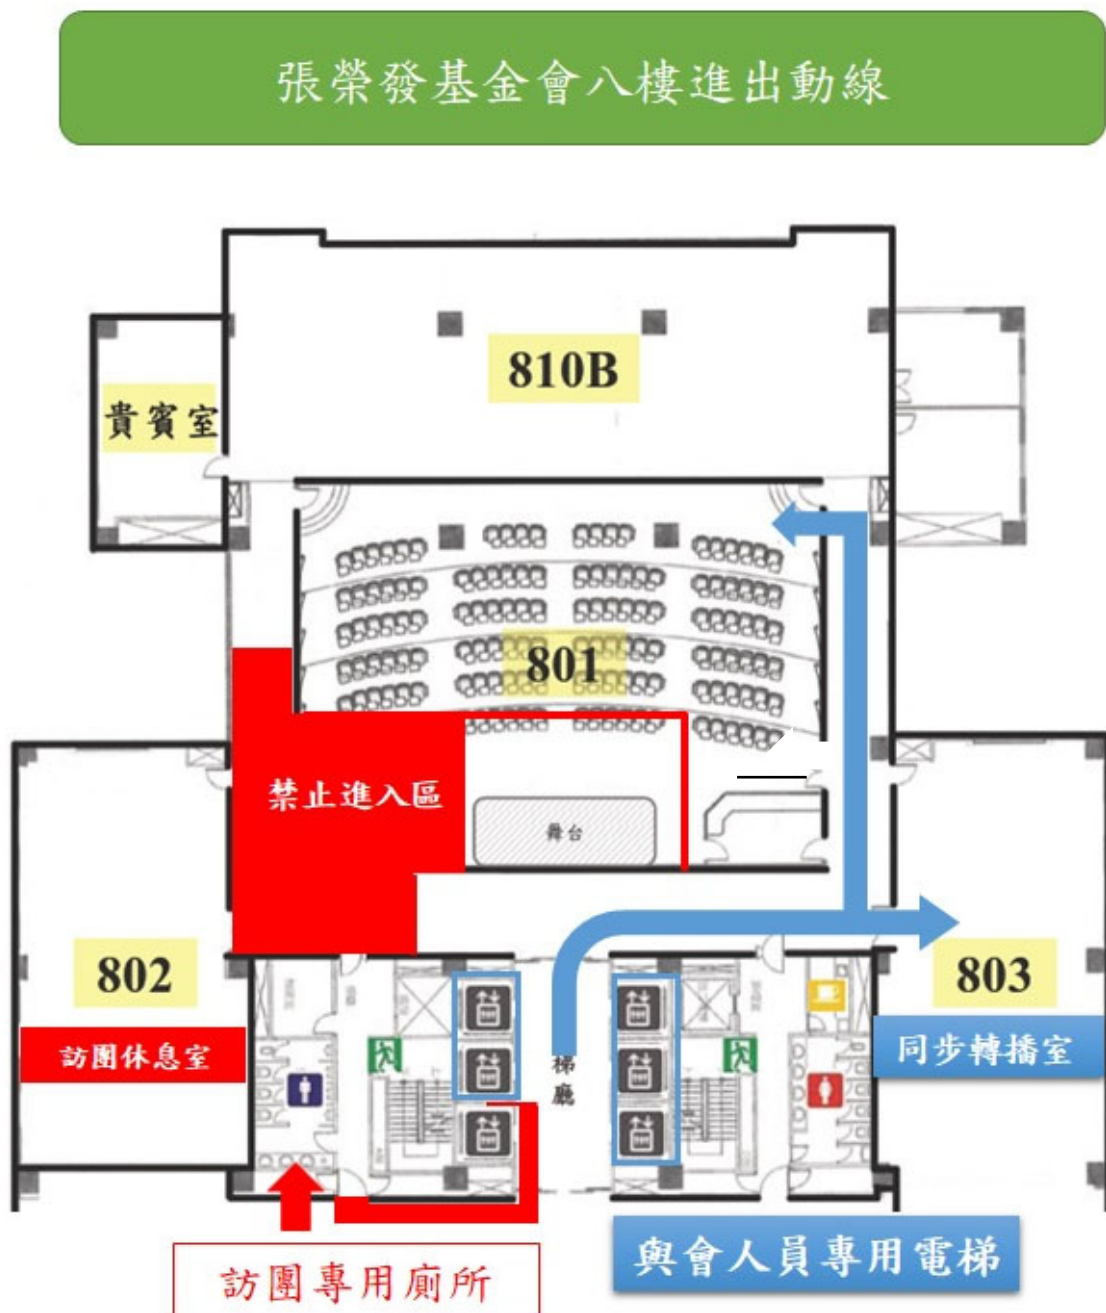 張榮發基金會八樓進出動線
810B
貴賓室
801
禁止進入區
舞台
802
803
訪團休息室
同步轉播室
梯廳
與會人員專用電梯
訪團專用廁所